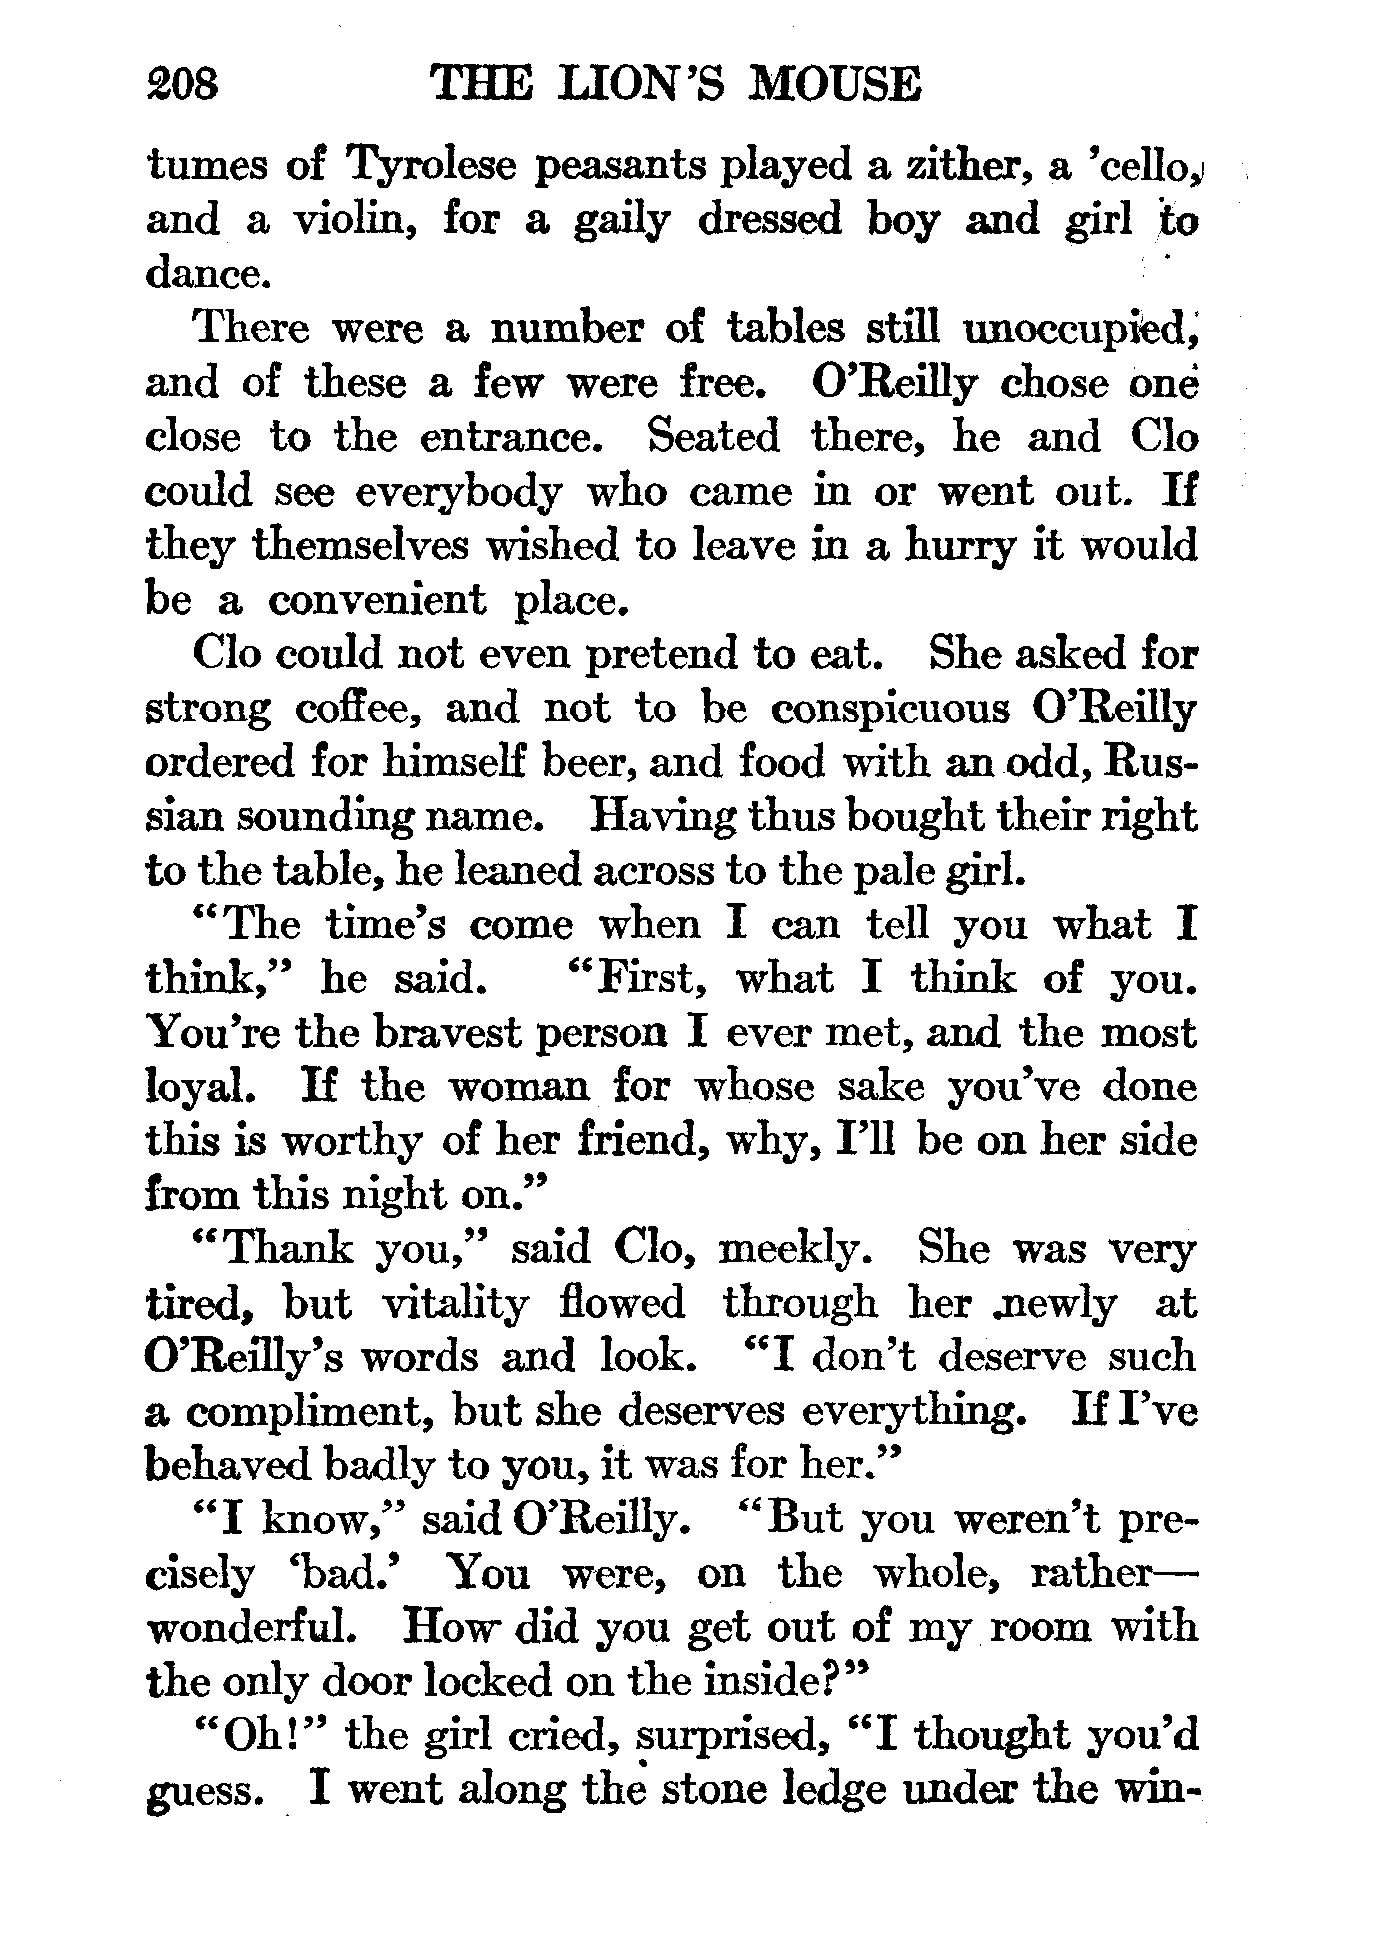 208 THE LION'S MOUSE
tumes of Tyrolese peasants played a zither, a 'cello,
and a violin, for a gaily dressed boy and girl to
dance.
There were a number of tables still unoccupied,
and of these a few were free. O'Reilly chose one
close to the entrance. Seated there, he and Clo
could see everybody who came in or went out. If
they themselves wished to leave in a hurry it would
be a convenient place.
Clo could not even pretend to eat. She asked for
strong coffee, and not to be conspicuous O'Reilly
ordered for himself beer, and food with an odd, Rus-
sian sounding name. Having thus bought their right
to the table, he leaned across to the pale girl.
"The time's come when I can tell you what I
think," he said. "First, what I think of you.
You're the bravest person I ever met, and the most
loyal. If the woman for whose sake you've done
this is worthy of her friend, why, I'll be on her side
from this night on."
"Thank you," said Clo, meekly. She was very
tired, but vitality flowed through her newly at
O'Reilly's words and look. "I don't deserve such
a compliment, but she deserves everything. If I've
behaved badly to you, it was for her."
"I know," said O'Reilly. "But you weren't pre-
cisely 'bad.' You were, on the whole, rather—
wonderful. How did you get out of my room with
the only door locked on the inside?"
"Oh!" the girl cried, surprised, "I thought you'd
guess. I went along the stone ledge under the win-